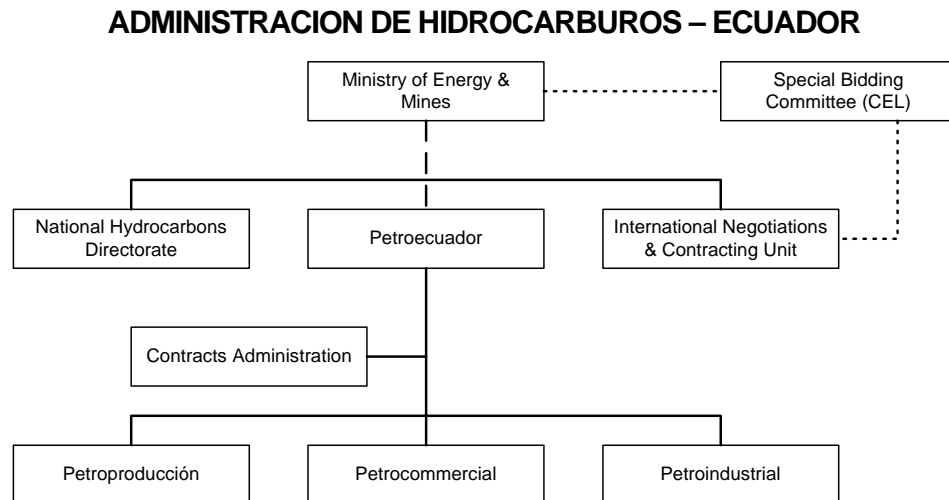 ADMINISTRACION DE HIDROCARBUROS – ECUADOR
Ministry of Energy &
Mines
Special Bidding
Committee (CEL)
National Hydrocarbons
Directorate
Petroecuador
International Negotiations
& Contracting Unit
Contracts Administration
Petroproducción
Petrocommercial
Petroindustrial